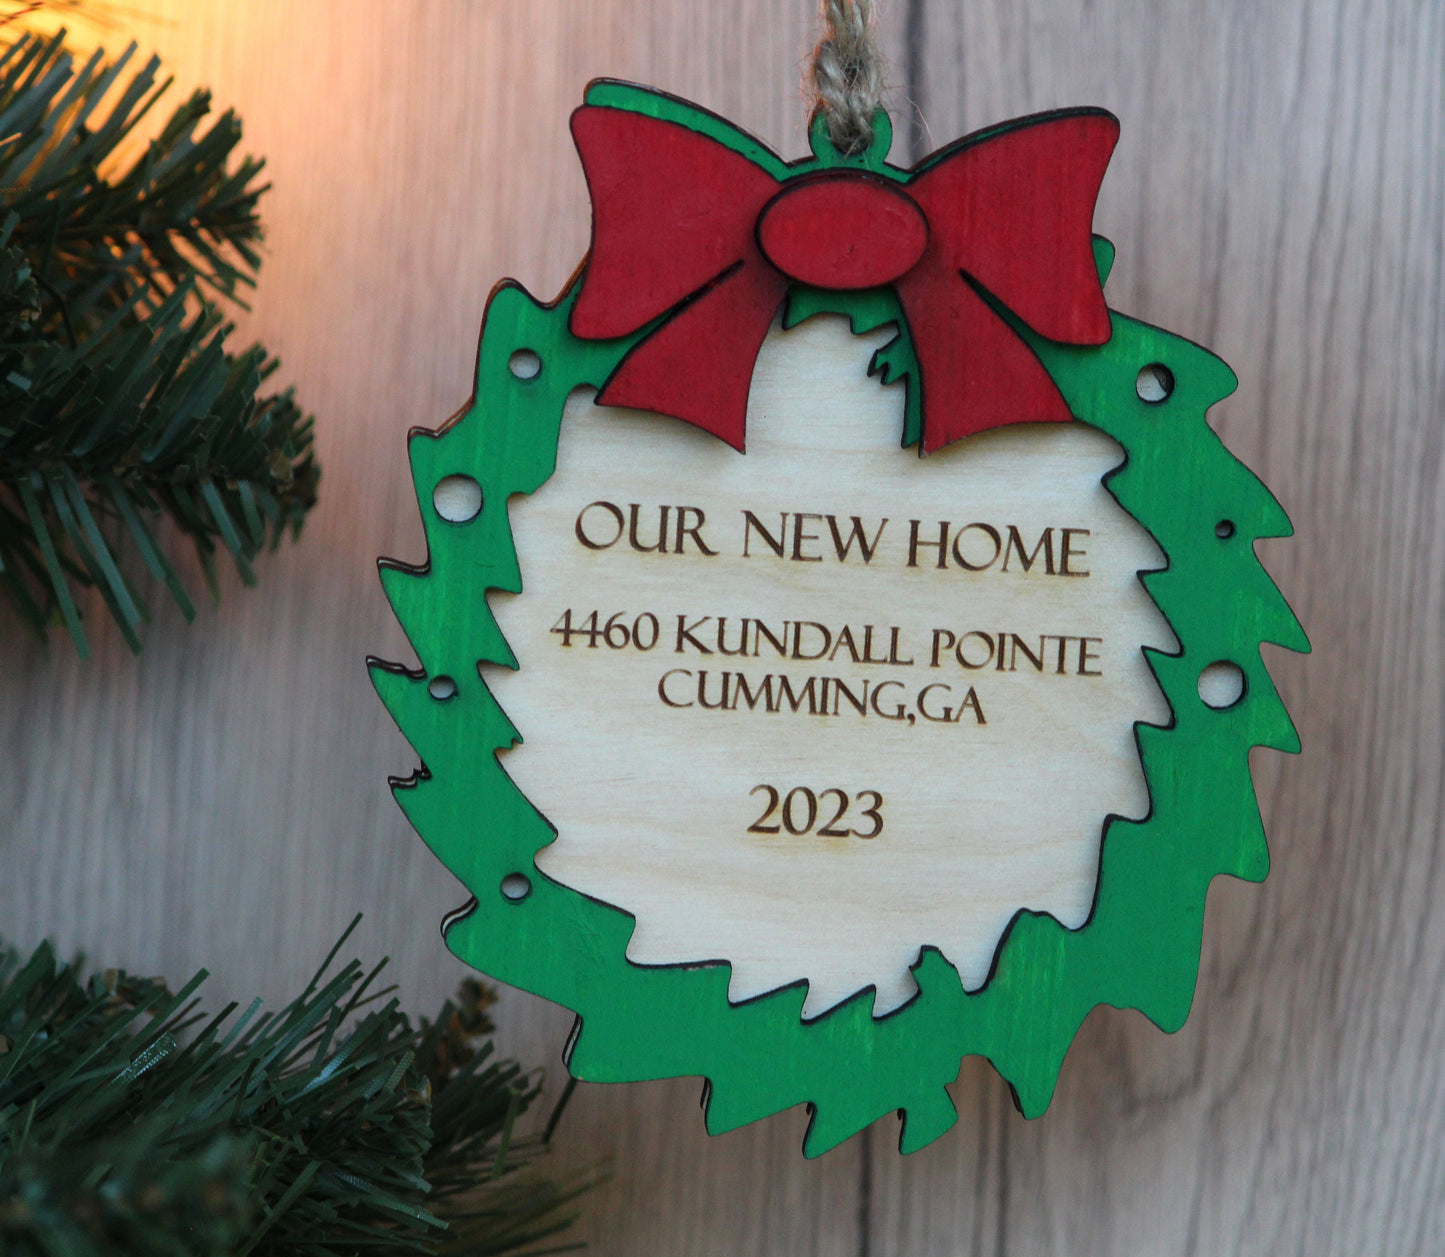 OUR NEW HOME
4460 KUNDALL POINTE
CUMMING,GA
2023